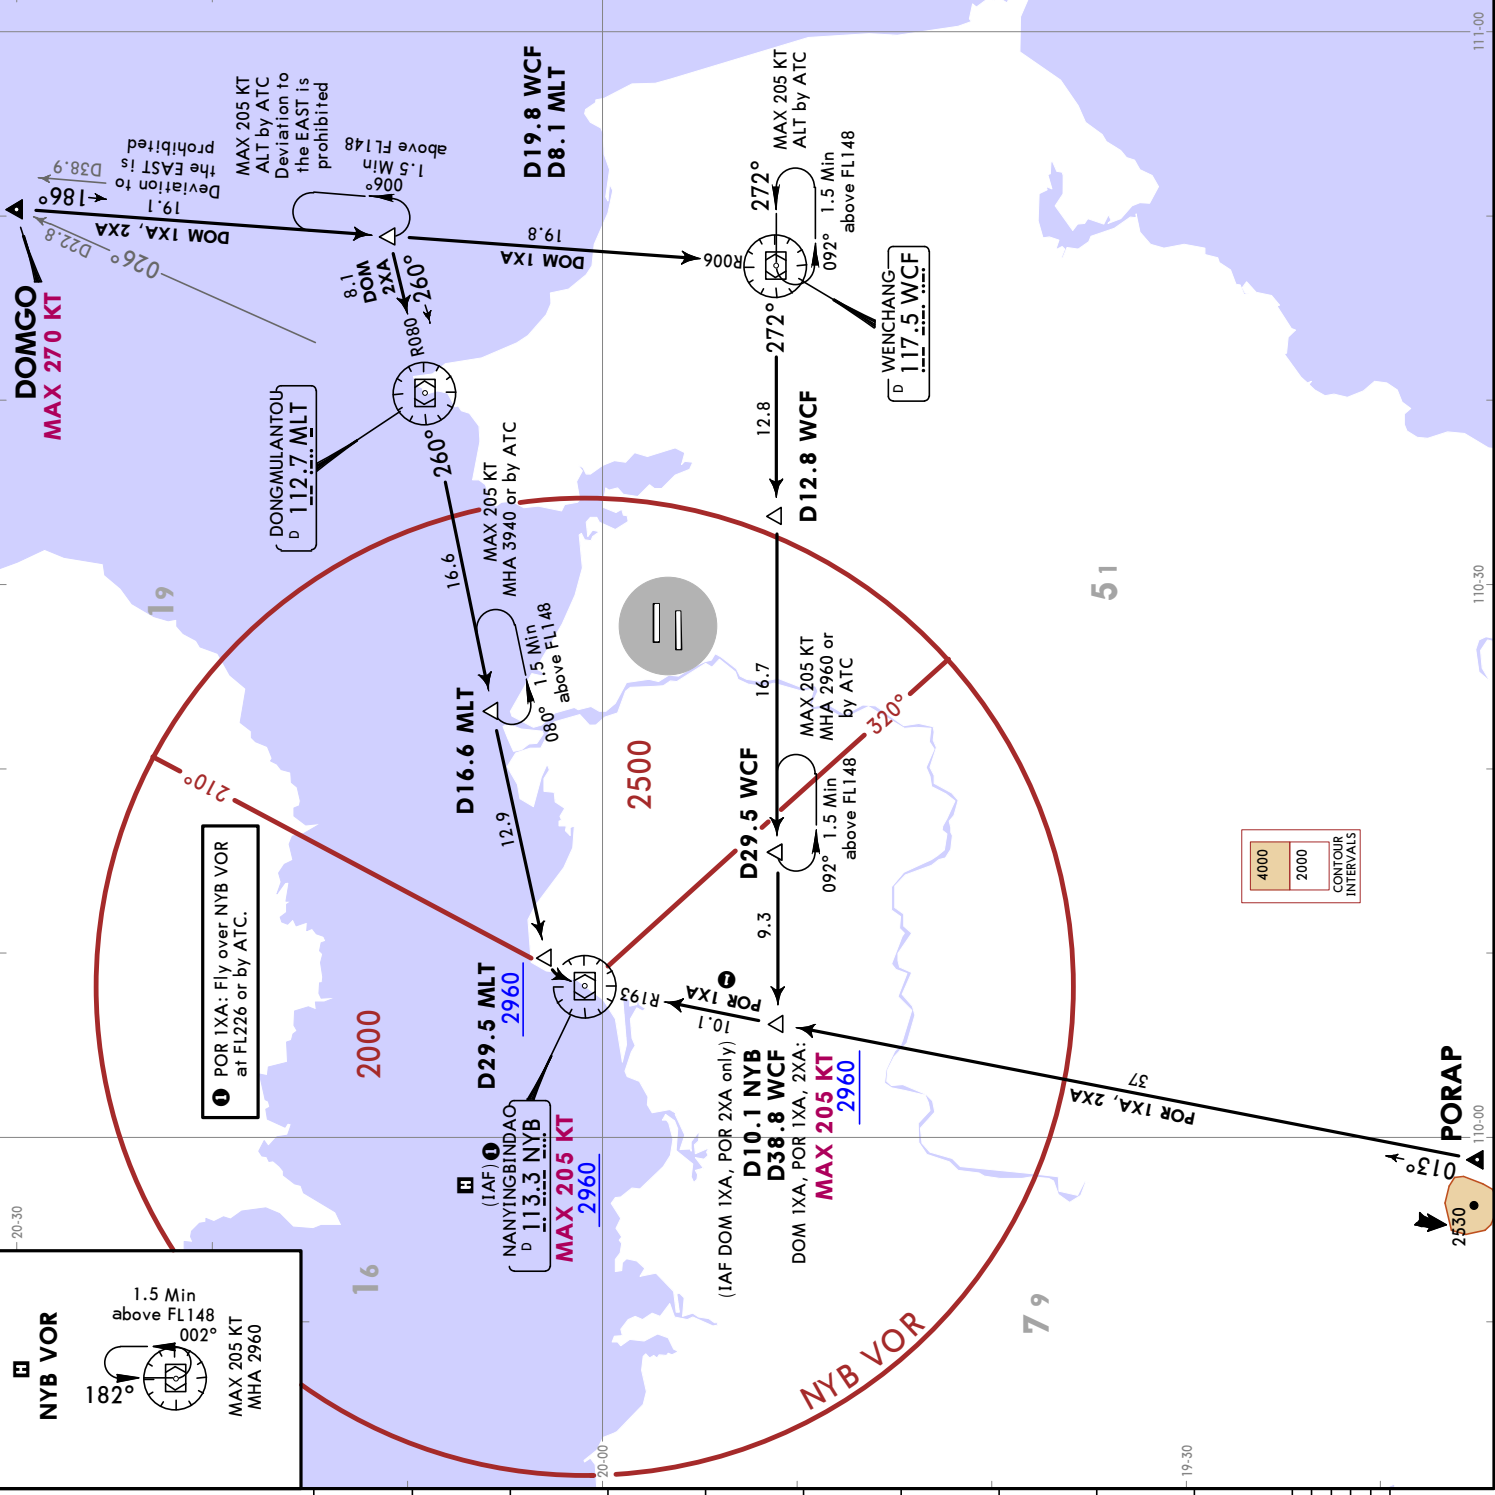 DOMGO
MAX 270 KT
186°
D38.9
D22.8
026°
19.1
DOM 1XA, 2XA
Deviation to
the EAST is
prohibited
MAX 205 KT
ALT by ATC
Deviation to
the EAST is
prohibited
006°
1.5 Min
above FL148
D19.8 WCF
D8.1 MLT
8.1
DOM
2XA
260°
R080
19.8
DOM 1XA
R006
272°
MAX 205 KT
ALT by ATC
092°
1.5 Min
above FL148
WENCHANG
D 117.5 WCF
DONGMULANTOU
D 112.7 MLT
260°
16.6
MAX 205 KT
MHA 3940 or by ATC
080°
1.5 Min
above FL148
D16.6 MLT
12.9
272°
12.8
D12.8 WCF
16.7
MAX 205 KT
MHA 2960 or
by ATC
D29.5 WCF
092°
1.5 Min
above FL148
9.3
D29.5 MLT
2960
H
(IAF) 1
NANYINGBINDAO
D 113.3 NYB
MAX 205 KT
2960
R193
POR 1XA
1
10.1
(IAF DOM 1XA, POR 2XA only)
D10.1 NYB
D38.8 WCF
DOM 1XA, POR 1XA, 2XA:
MAX 205 KT
2960
37
POR 1XA, 2XA
PORAP
013°
2530
1 POR 1XA: Fly over NYB VOR
at FL226 or by ATC.
210°
320°
2000
2500
NYB VOR
19
16
51
79
4000
2000
CONTOUR
INTERVALS
H
NYB VOR
182°
1.5 Min
above FL148
002°
MAX 205 KT
MHA 2960
20-30
20-00
19-30
110-00
110-30
111-00